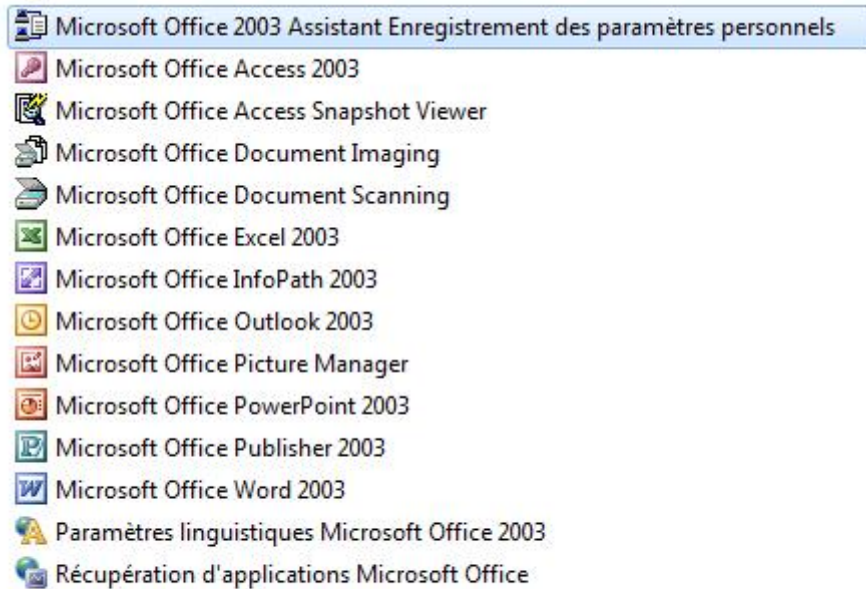 Microsoft Office 2003 Assistant Enregistrement des paramètres personnels
Microsoft Office Access 2003
Microsoft Office Access Snapshot Viewer
Microsoft Office Document Imaging
Microsoft Office Document Scanning
Microsoft Office Excel 2003
Microsoft Office InfoPath 2003
Microsoft Office Outlook 2003
Microsoft Office Picture Manager
Microsoft Office PowerPoint 2003
Microsoft Office Publisher 2003
Microsoft Office Word 2003
Paramètres linguistiques Microsoft Office 2003
Récupération d'applications Microsoft Office